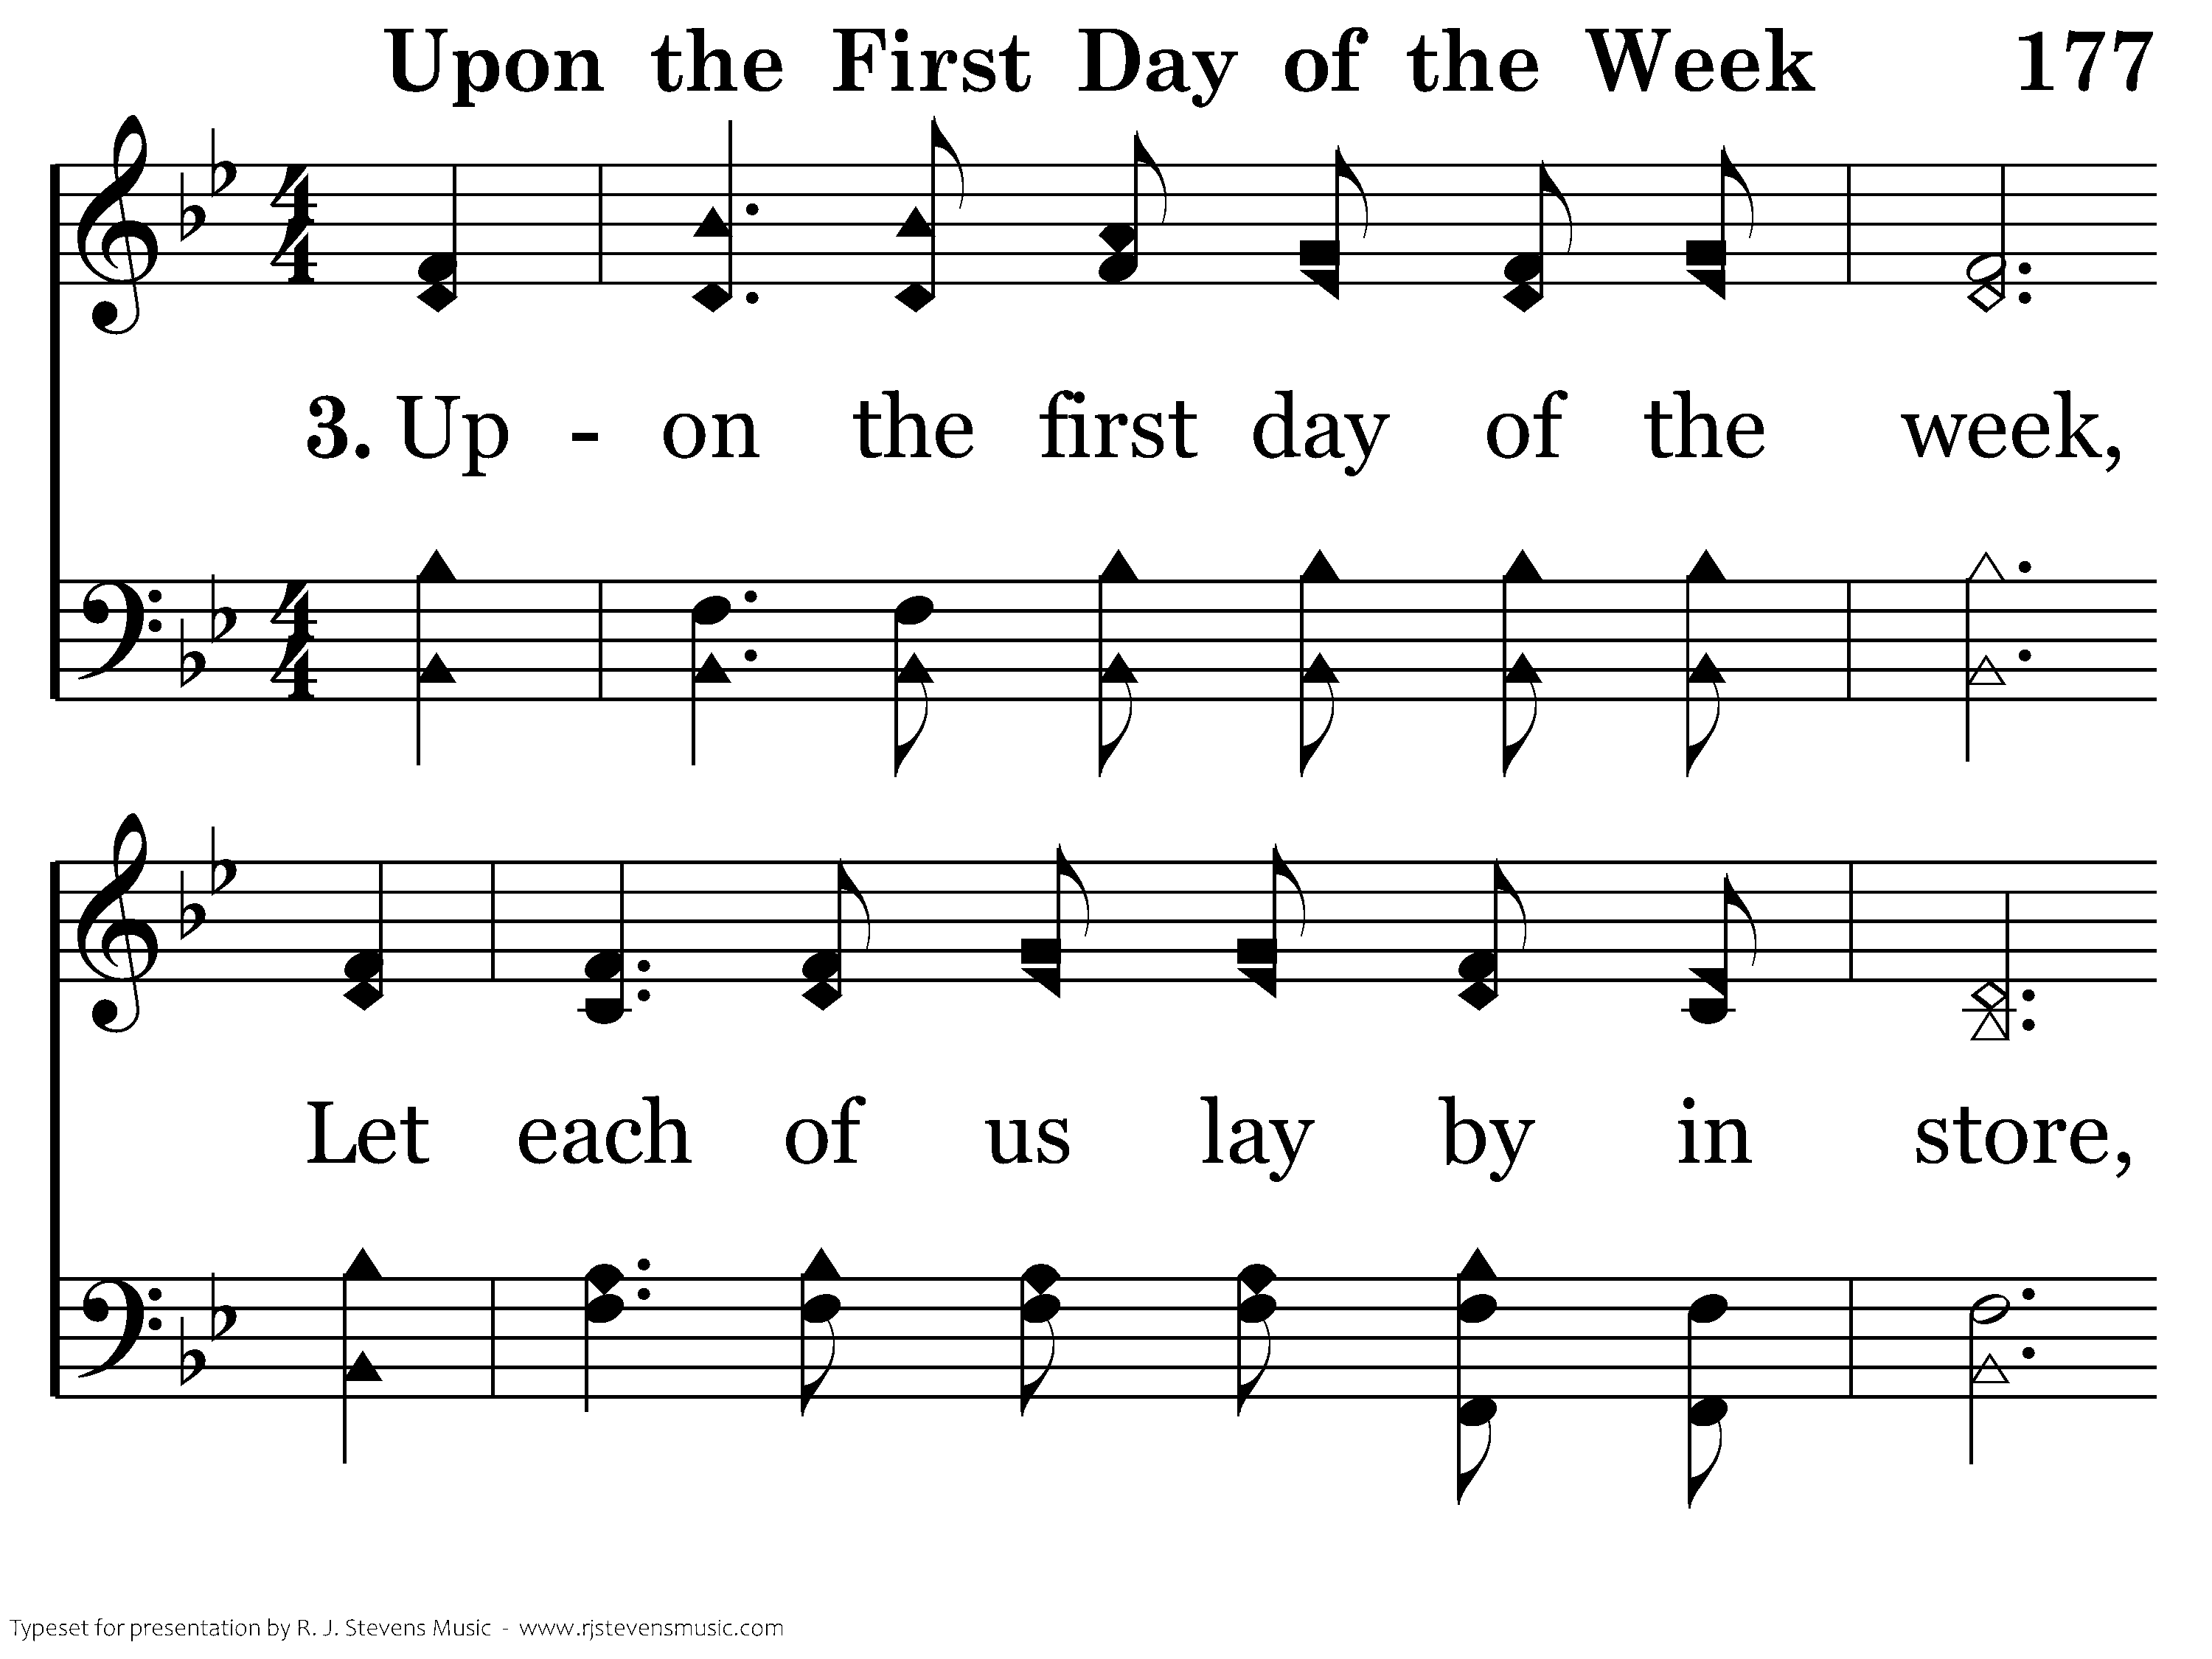 Upon the First Day of the Week 177
3. Up - on the first day of the week,
Let each of us lay by in store,
Typeset for presentation by R. J. Stevens Music - www.rjstevensmusic.com